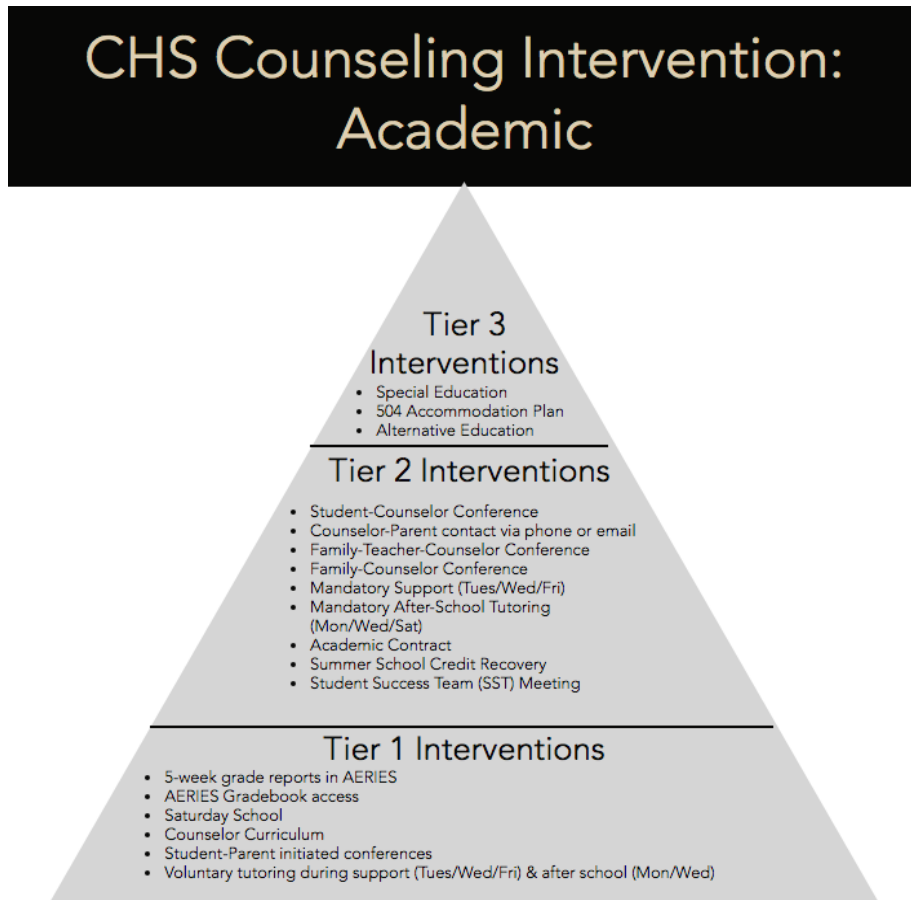 CHS Counseling Intervention:
Academic
Tier 3
Interventions
• Special Education
• 504 Accommodation Plan
• Alternative Education
Tier 2 Interventions
• Student-Counselor Conference
• Counselor-Parent contact via phone or email
• Family-Teacher-Counselor Conference
• Family-Counselor Conference
• Mandatory Support (Tues/Wed/Fri)
• Mandatory After-School Tutoring
(Mon/Wed/Sat)
• Academic Contract
• Summer School Credit Recovery
• Student Success Team (SST) Meeting
Tier 1 Interventions
• 5-week grade reports in AERIES
• AERIES Gradebook access
• Saturday School
• Counselor Curriculum
• Student-Parent initiated conferences
• Voluntary tutoring during support (Tues/Wed/Fri) & after school (Mon/Wed)